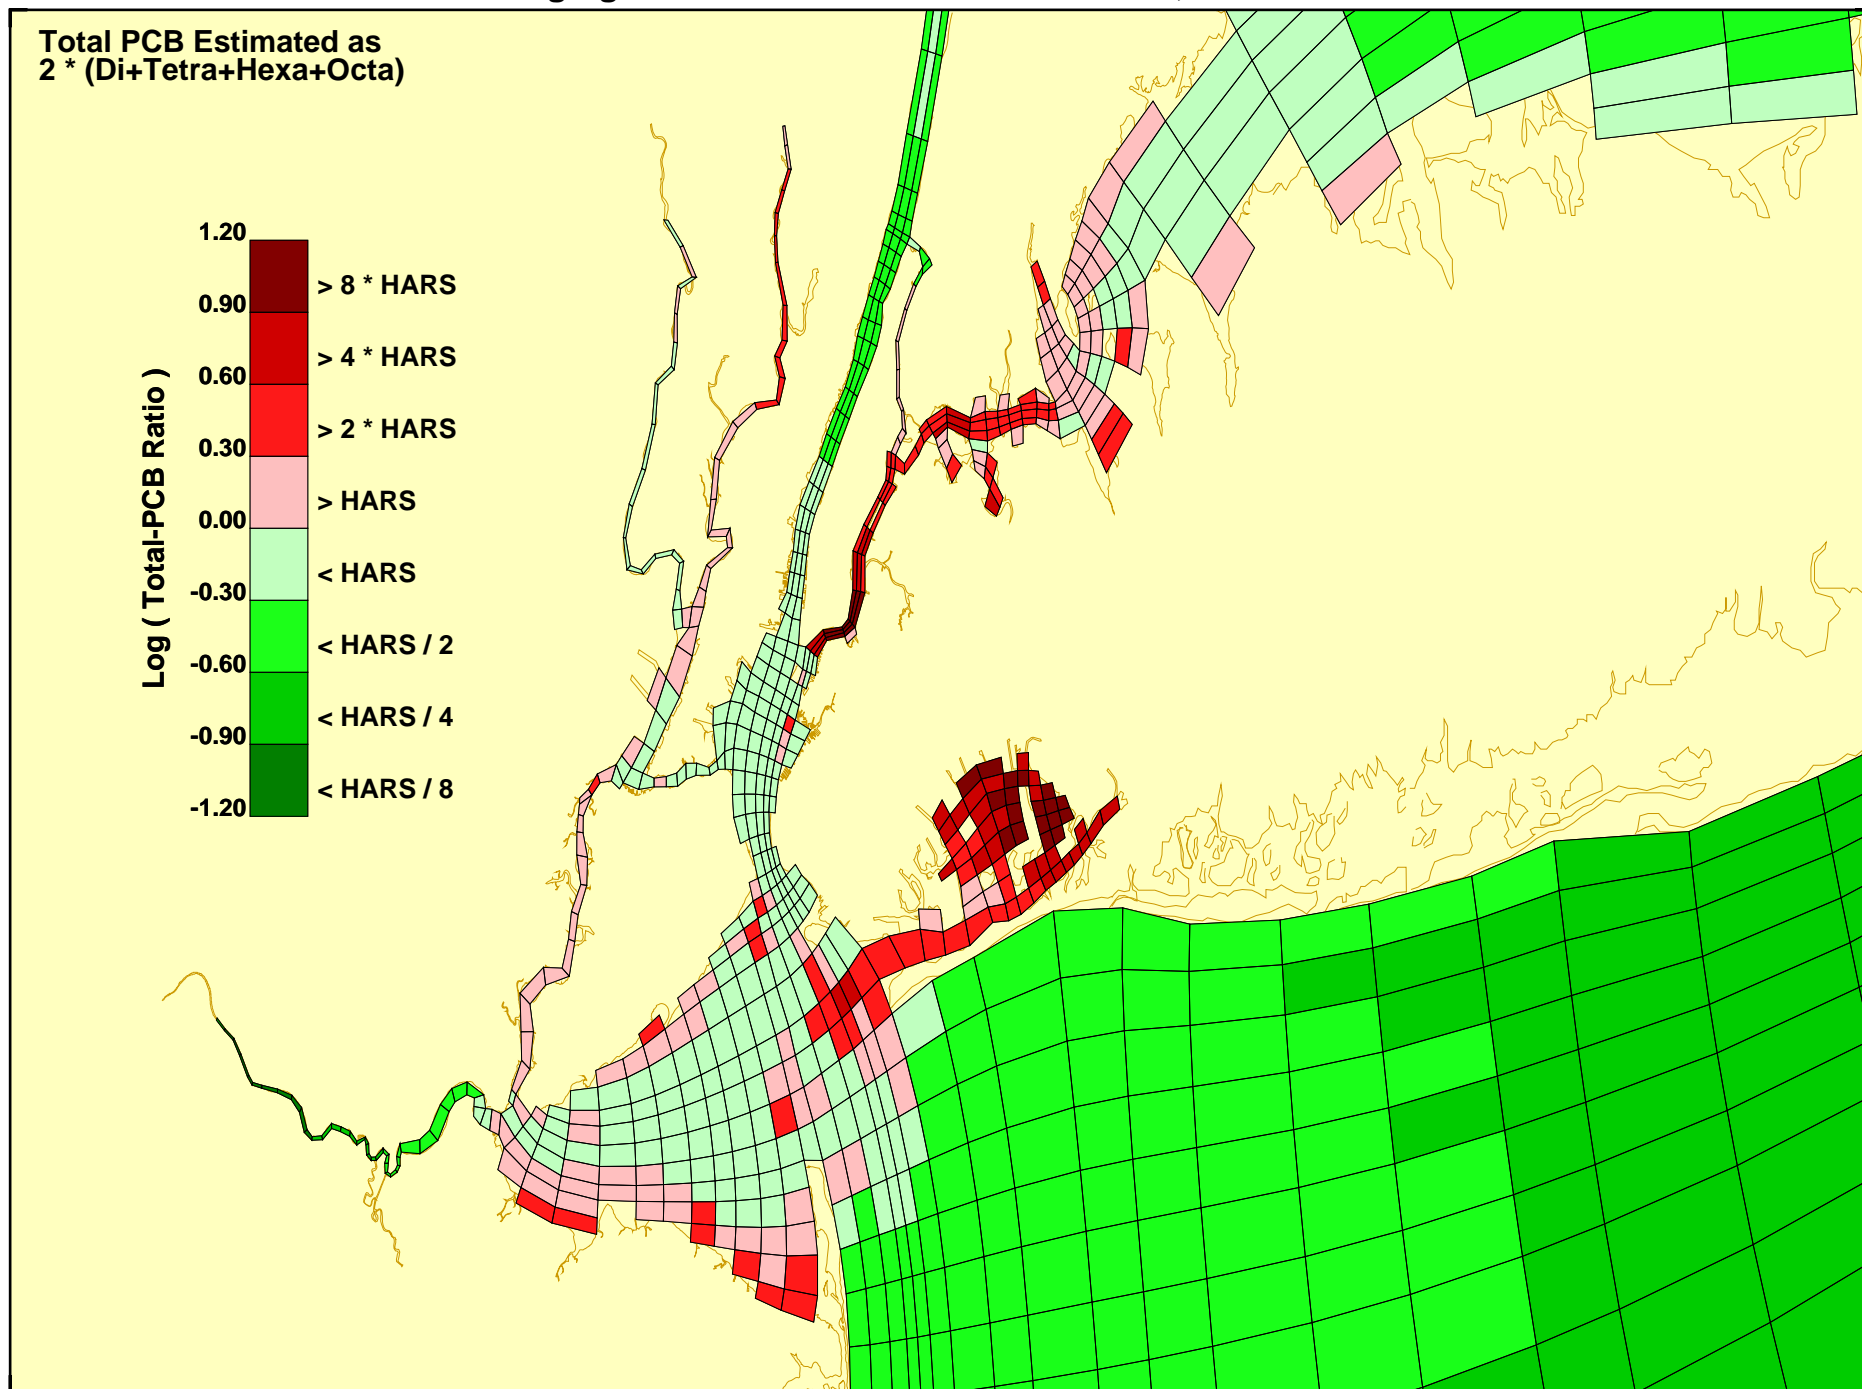 Total PCB Estimated as
2 * (Di+Tetra+Hexa+Octa)
Log ( Total-PCB Ratio )
1.20
> 8 * HARS
0.90
> 4 * HARS
0.60
> 2 * HARS
0.30
> HARS
0.00
< HARS
-0.30
< HARS / 2
-0.60
< HARS / 4
-0.90
< HARS / 8
-1.20